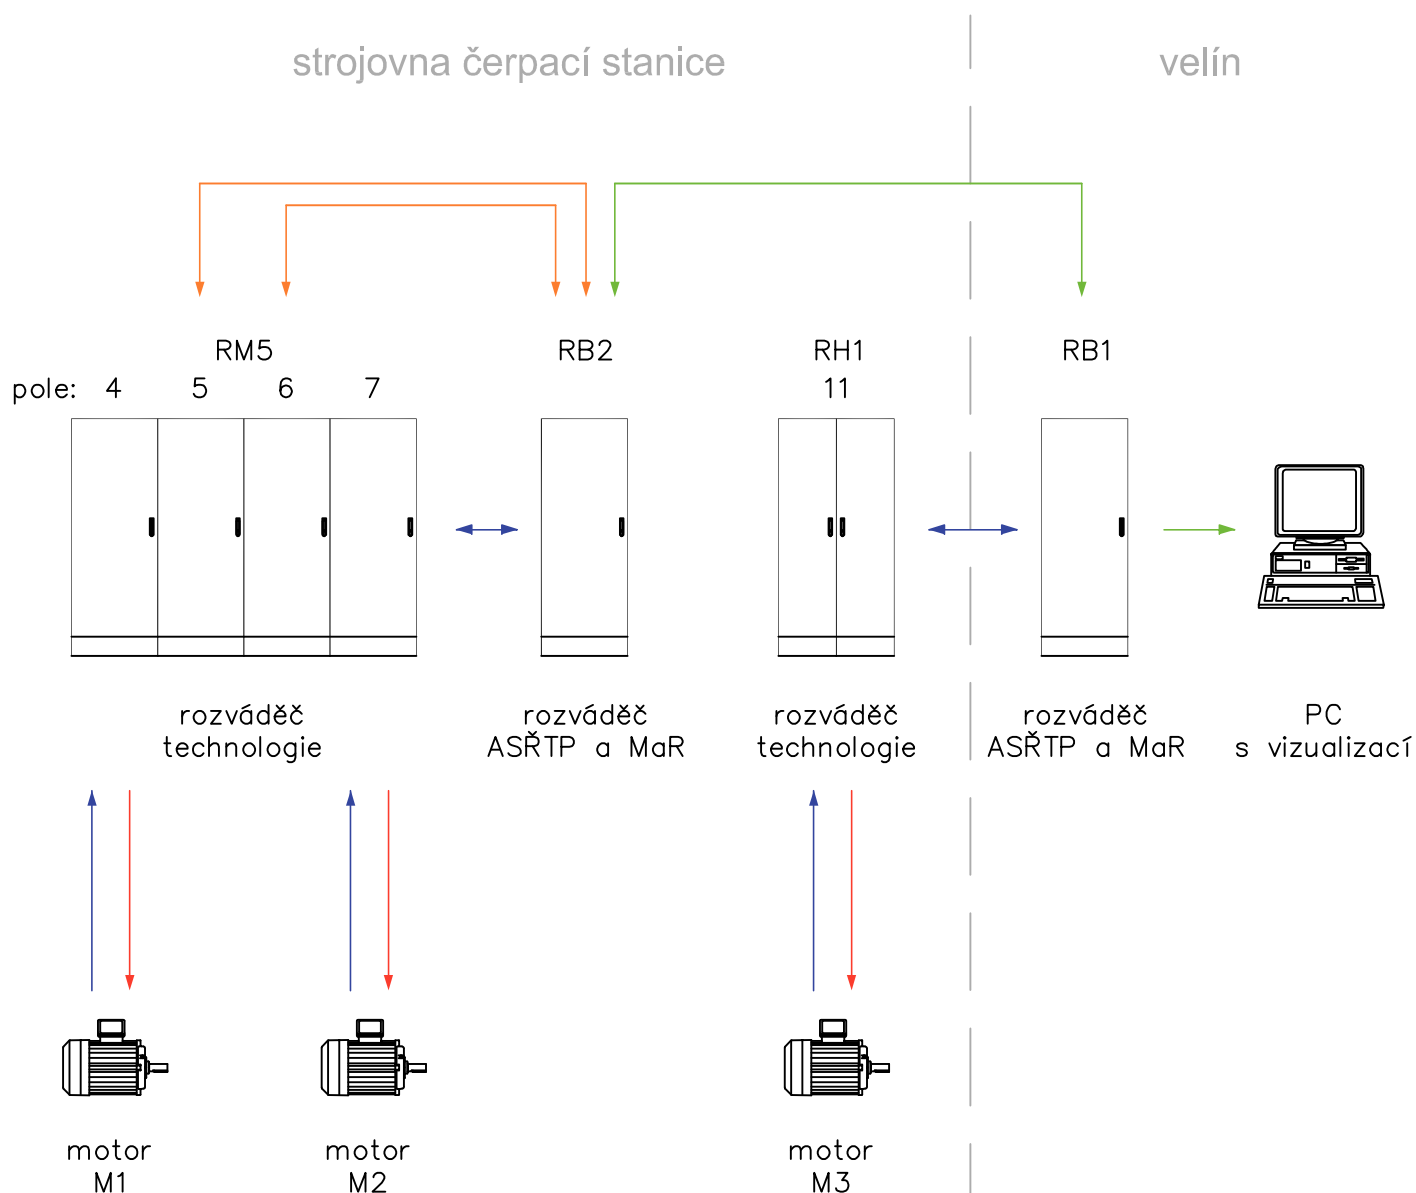 strojovna čerpací stanice
velín
RM5
RB2
RH1
RB1
pole: 4 5 6 7
11
rozváděč
technologie
rozváděč
ASŘTP a MaR
rozváděč
technologie
rozváděč
ASŘTP a MaR
PC
s vizualizací
motor
M1
motor
M2
motor
M3